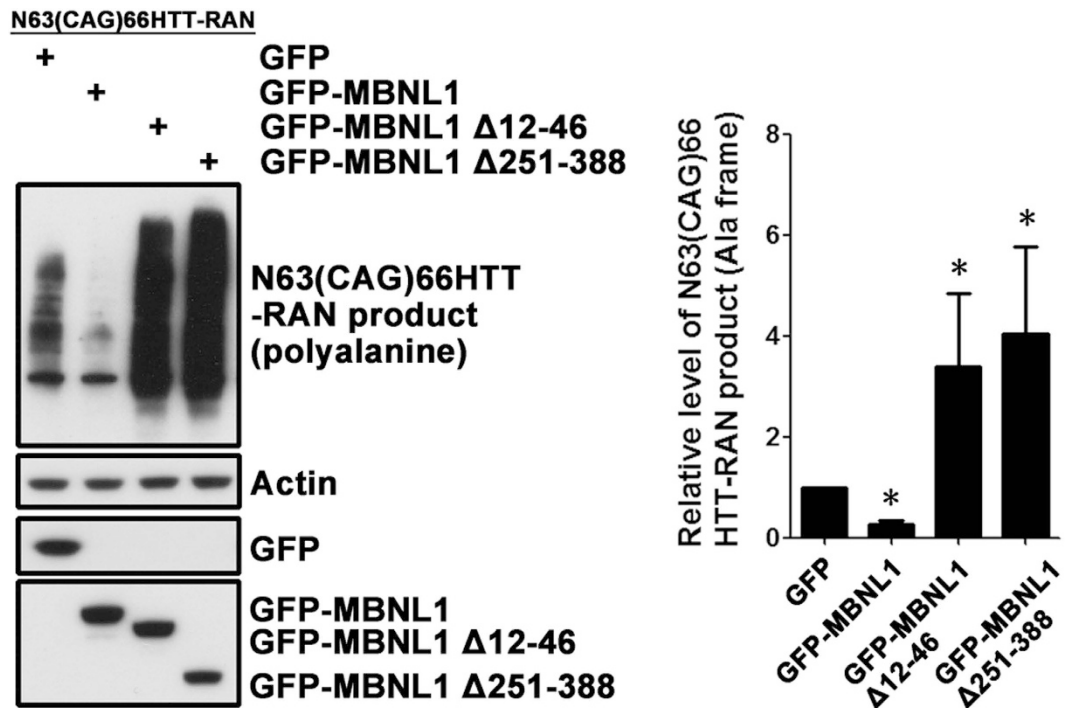 N63(CAG)66HTT-RAN
+ GFP
+ GFP-MBNL1
+ GFP-MBNL1 Δ12-46
+ GFP-MBNL1 Δ251-388
N63(CAG)66HTT
-RAN product
(polyalanine)
Actin
GFP
GFP-MBNL1
GFP-MBNL1 Δ12-46
GFP-MBNL1 Δ251-388
Relative level of N63(CAG)66
HTT-RAN product (Ala frame)
8
6
4
2
0
*
*
*
GFP
GFP-MBNL1
GFP-MBNL1
Δ12-46
GFP-MBNL1
Δ251-388